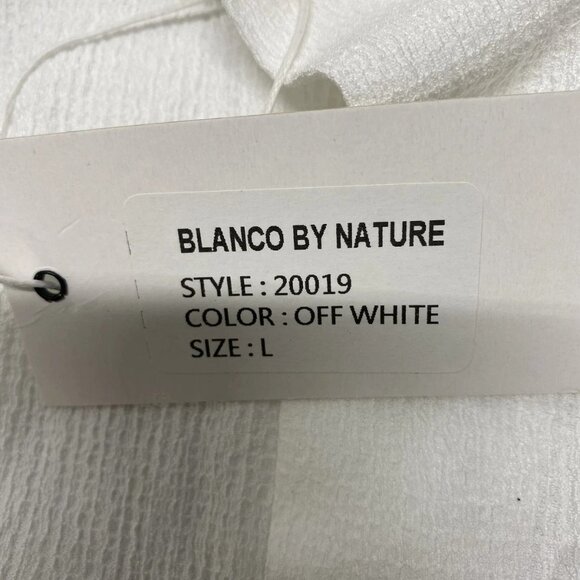 BLANCO BY NATURE
STYLE : 20019
COLOR : OFF WHITE
SIZE : L